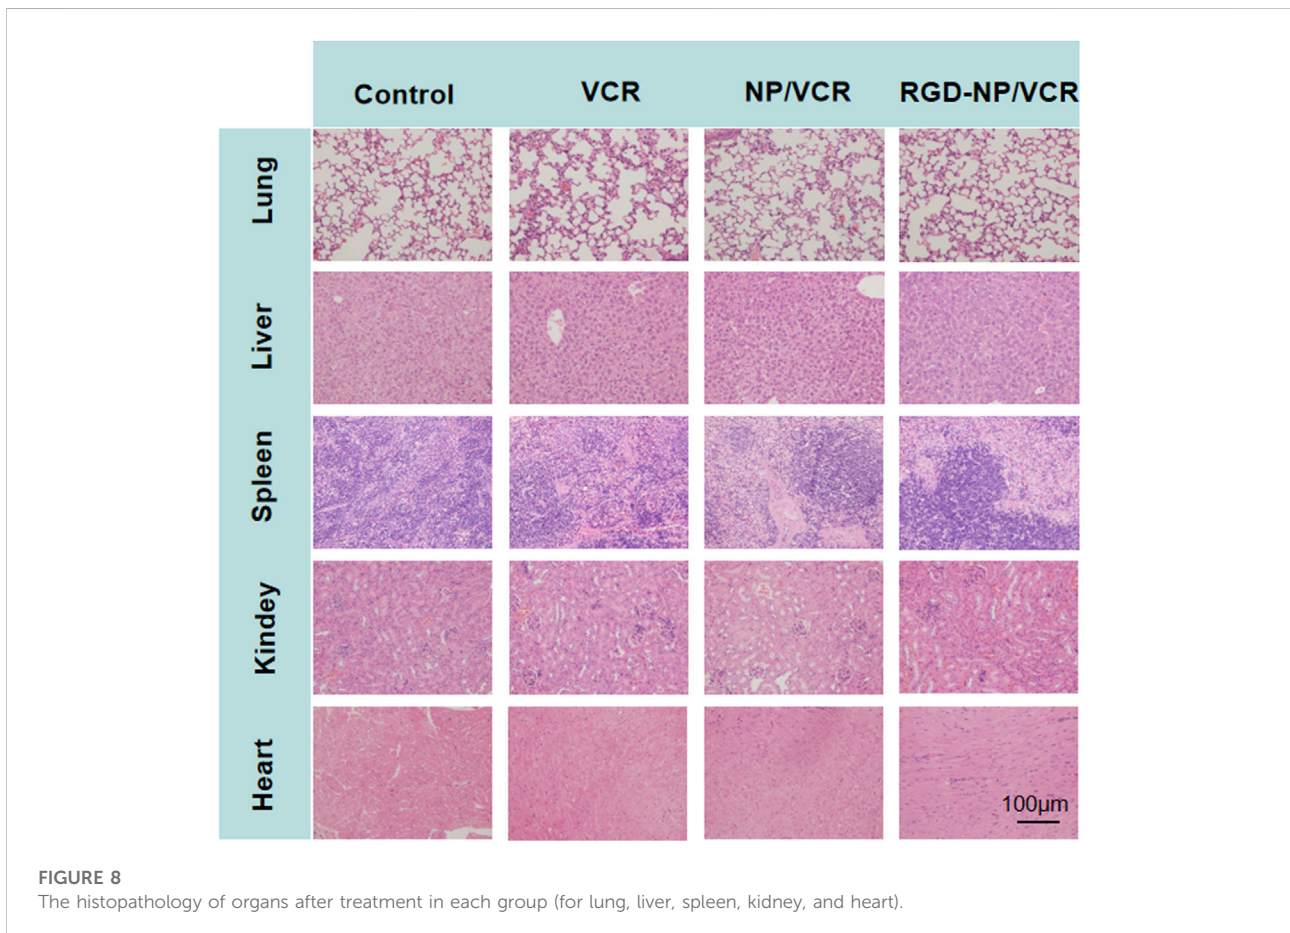 Control VCR NP/VCR RGD-NP/VCR
Lung
Liver
Spleen
Kindey
Heart
100μm
FIGURE 8
The histopathology of organs after treatment in each group (for lung, liver, spleen, kidney, and heart).